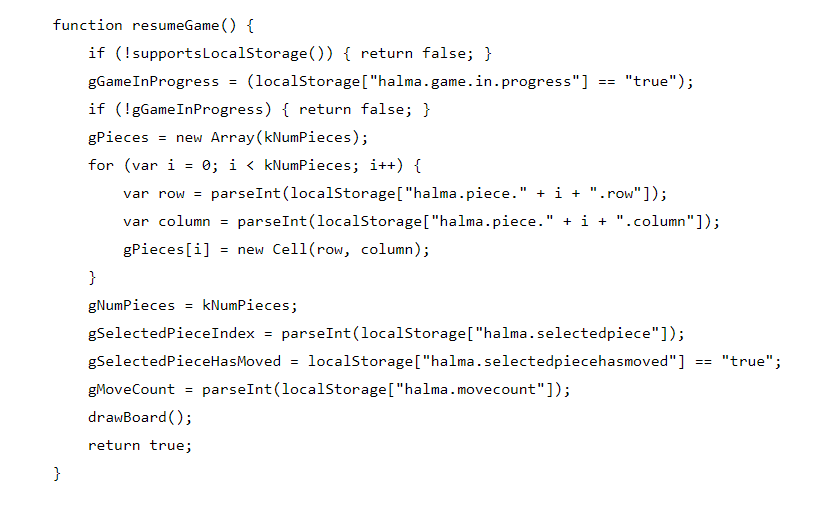 function resumeGame() {
    if (!supportsLocalStorage()) { return false; }
    gGameInProgress = (localStorage["halma.game.in.progress"] == "true");
    if (!gGameInProgress) { return false; }
    gPieces = new Array(kNumPieces);
    for (var i = 0; i < kNumPieces; i++) {
        var row = parseInt(localStorage["halma.piece." + i + ".row"]);
        var column = parseInt(localStorage["halma.piece." + i + ".column"]);
        gPieces[i] = new Cell(row, column);
    }
    gNumPieces = kNumPieces;
    gSelectedPieceIndex = parseInt(localStorage["halma.selectedpiece"]);
    gSelectedPieceHasMoved = localStorage["halma.selectedpiecehasmoved"] == "true";
    gMoveCount = parseInt(localStorage["halma.movecount"]);
    drawBoard();
    return true;
}